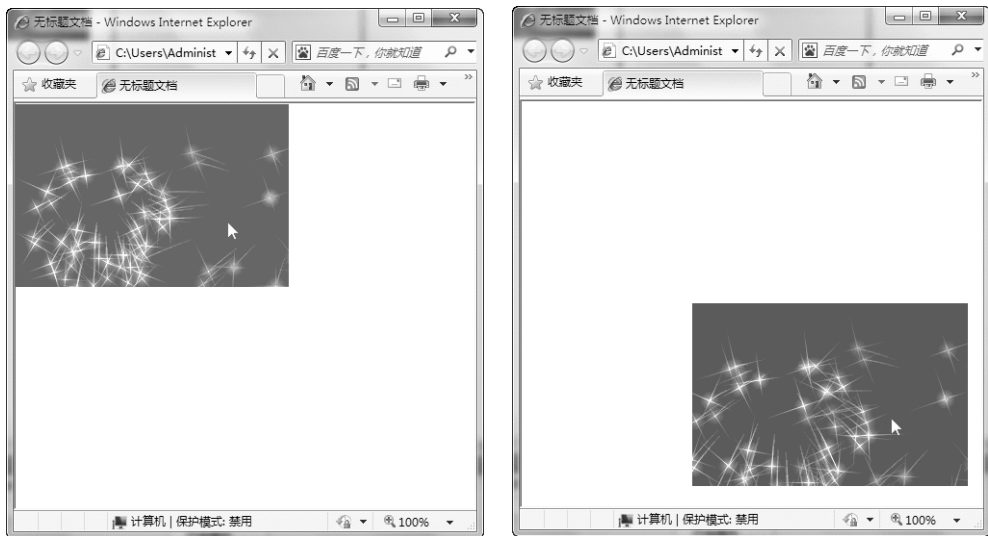 无标题文档 - Windows Internet Explorer
C:\Users\Administ
百度一下，你就知道
收藏夹
无标题文档
计算机 | 保护模式: 禁用
100%
无标题文档 - Windows Internet Explorer
C:\Users\Administ
百度一下，你就知道
收藏夹
无标题文档
计算机 | 保护模式: 禁用
100%